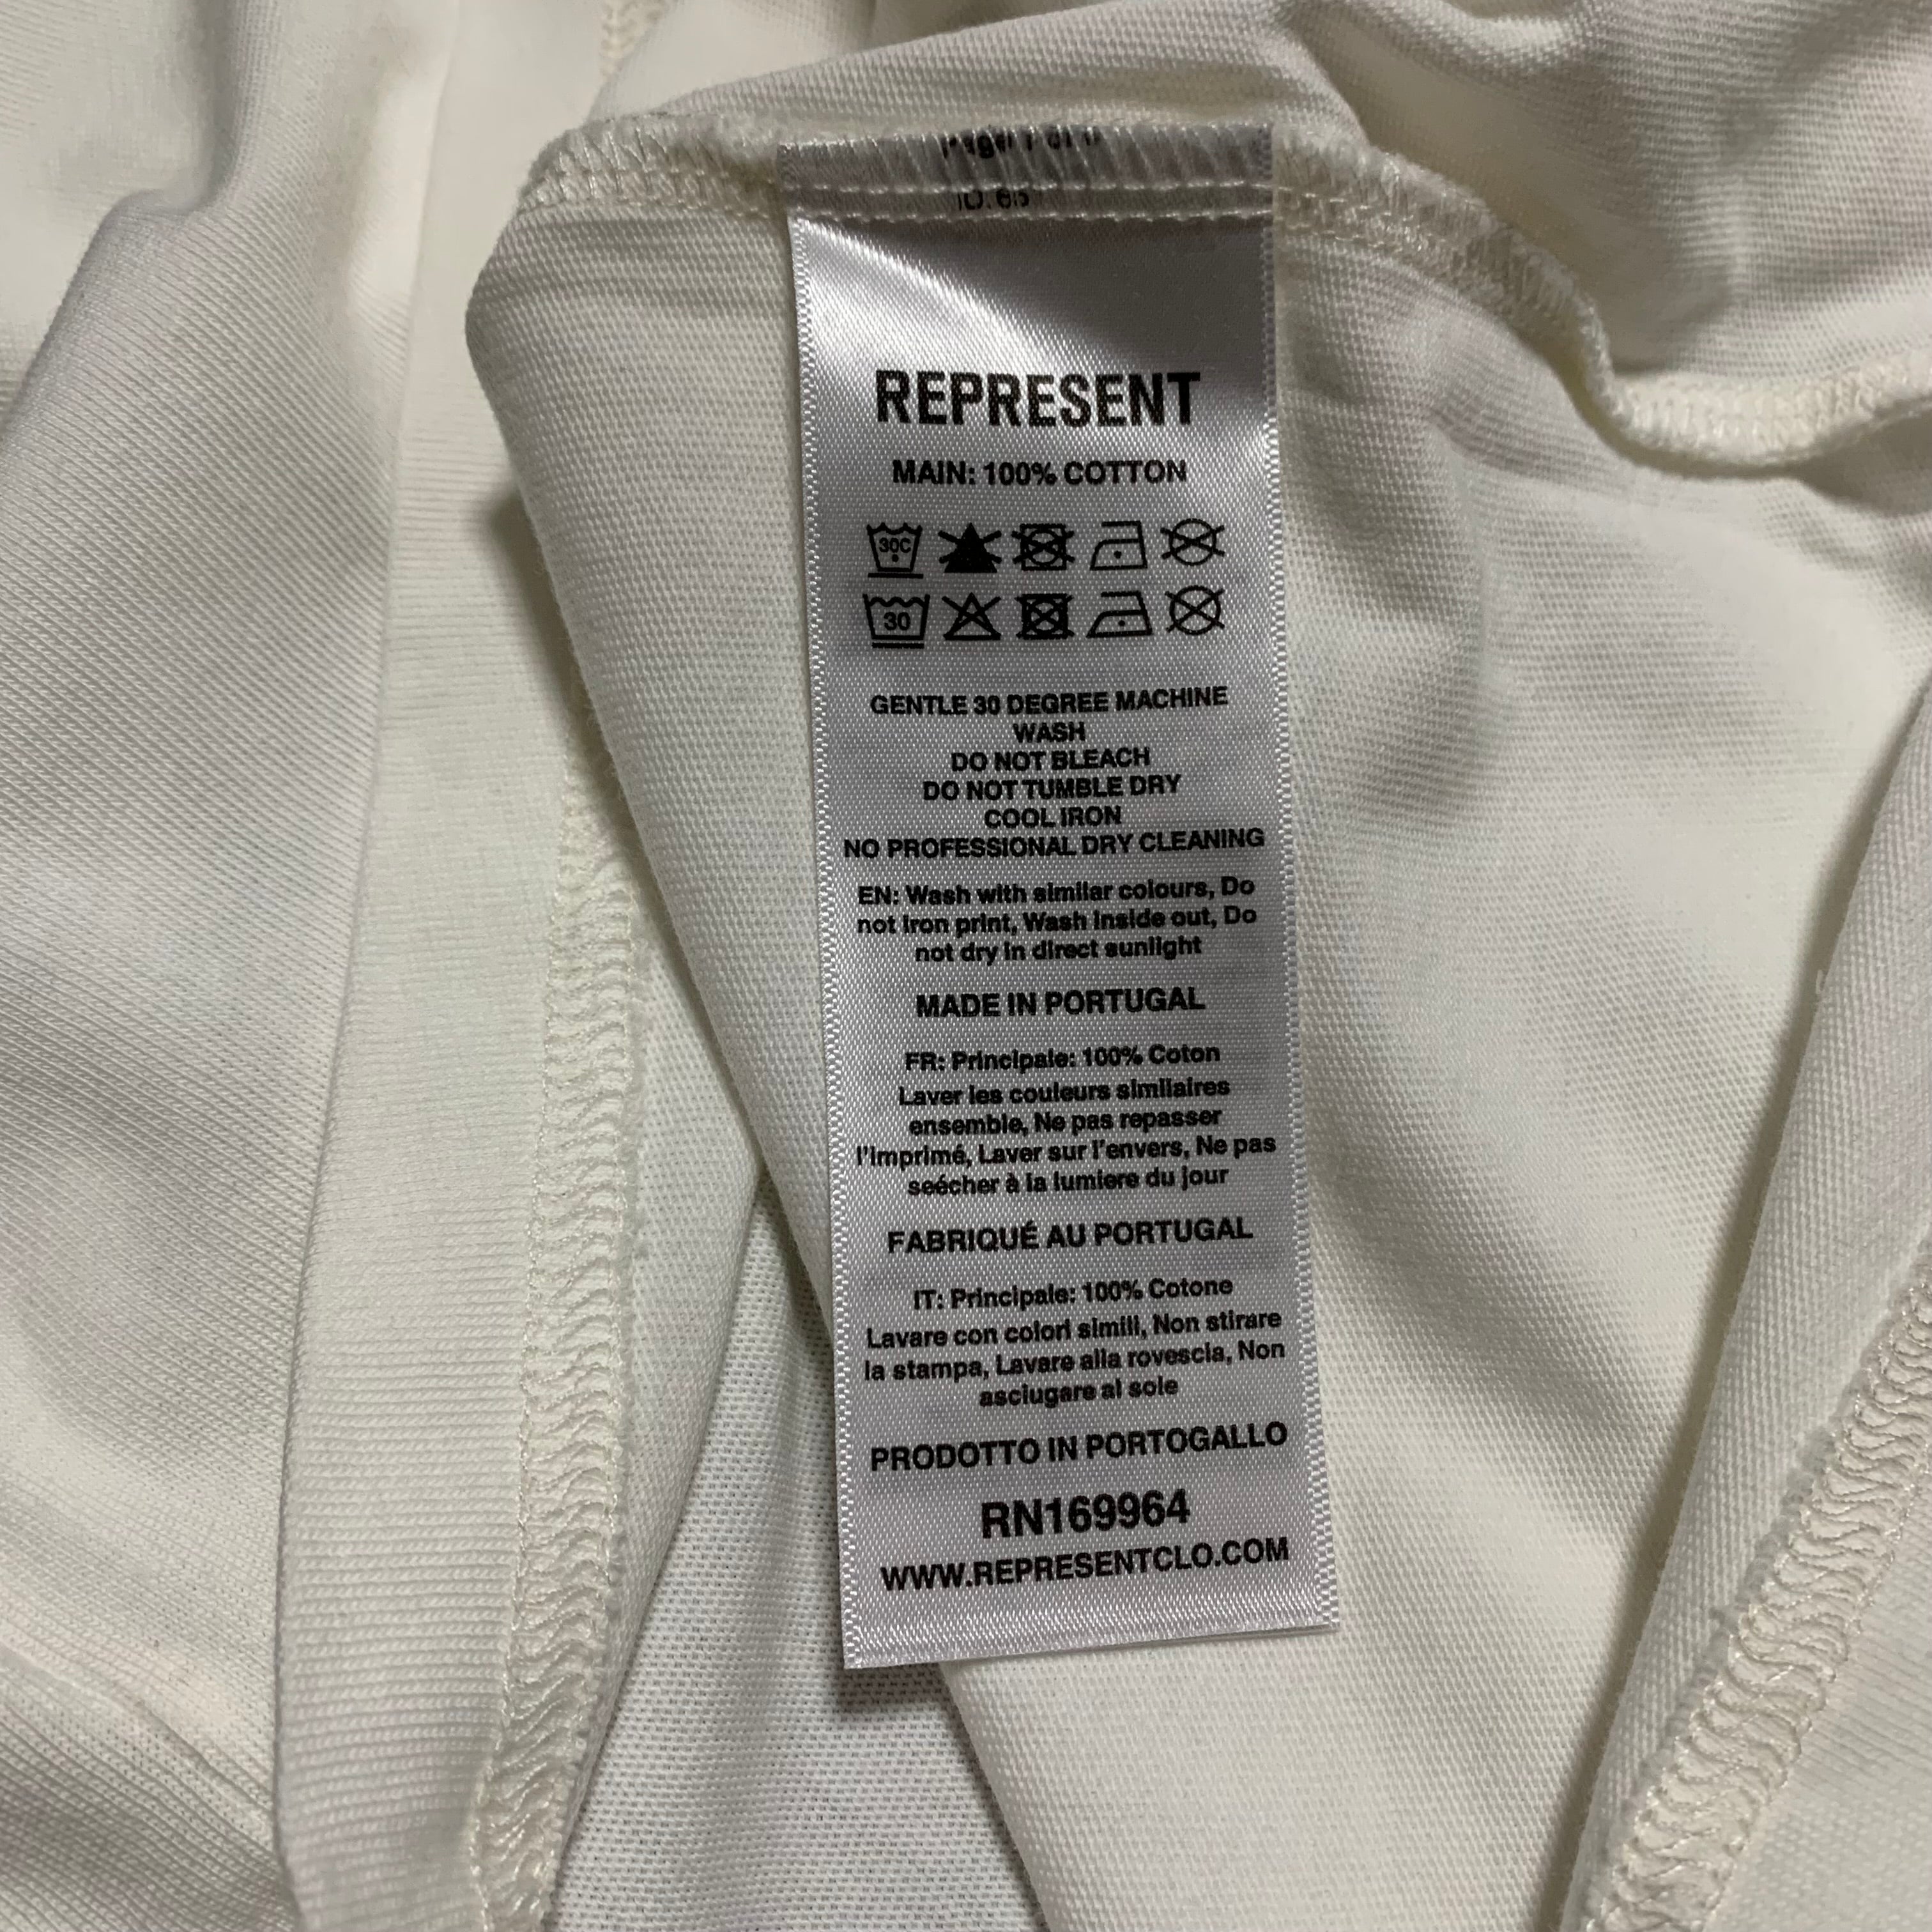 REPRESENT
MAIN: 100% COTTON
30C
30
GENTLE 30 DEGREE MACHINE
WASH
DO NOT BLEACH
DO NOT TUMBLE DRY
COOL IRON
NO PROFESSIONAL DRY CLEANING
EN: Wash with similar colours, Do
not iron print, Wash inside out, Do
not dry in direct sunlight
MADE IN PORTUGAL
FR: Principale: 100% Coton
Laver les couleurs similaires
ensemble, Ne pas repasser
l'imprimé, Laver sur l'envers, Ne pas
seécher à la lumiere du jour
FABRIQUÉ AU PORTUGAL
IT: Principale: 100% Cotone
Lavare con colori simili, Non stirare
la stampa, Lavare alla rovescia, Non
asciugare al sole
PRODOTTO IN PORTOGALLO
RN169964
WWW.REPRESENTCLO.COM